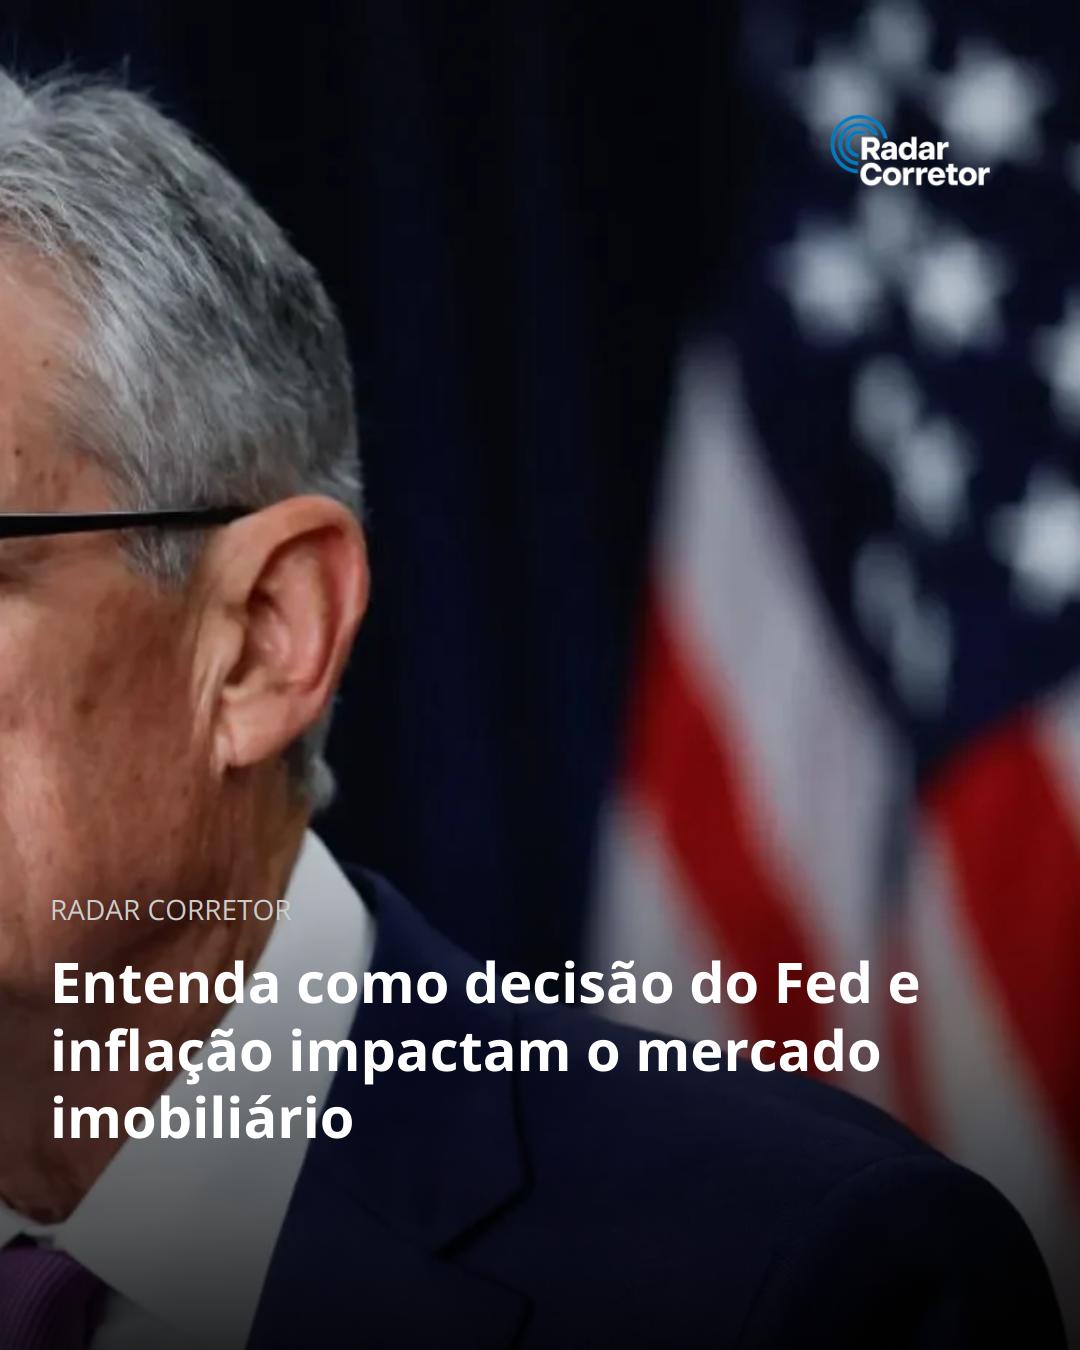 Radar
Corretor
RADAR CORRETOR
Entenda como decisão do Fed e
inflação impactam o mercado
imobiliário